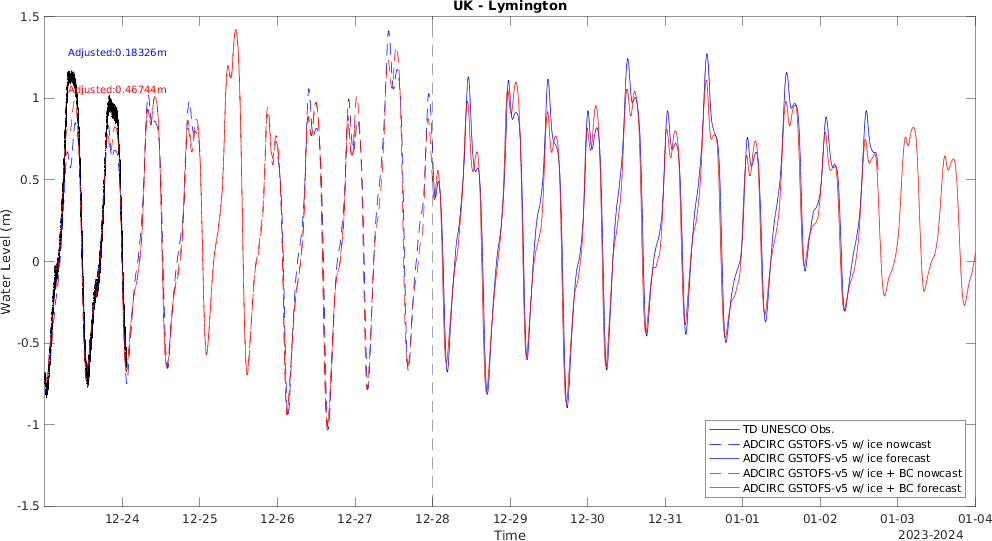 UK - Lymington
1.5
1
0.5
0
-0.5
-1
-1.5
Water Level (m)
Adjusted:0.18326m
Adjusted:0.46744m
TD UNESCO Obs.
ADCIRC GSTOFS-v5 w/ ice nowcast
ADCIRC GSTOFS-v5 w/ ice forecast
ADCIRC GSTOFS-v5 w/ ice + BC nowcast
ADCIRC GSTOFS-v5 w/ ice + BC forecast
12-24 12-25 12-26 12-27 12-28 12-29 12-30 12-31 01-01 01-02 01-03 01-04
Time
2023-2024